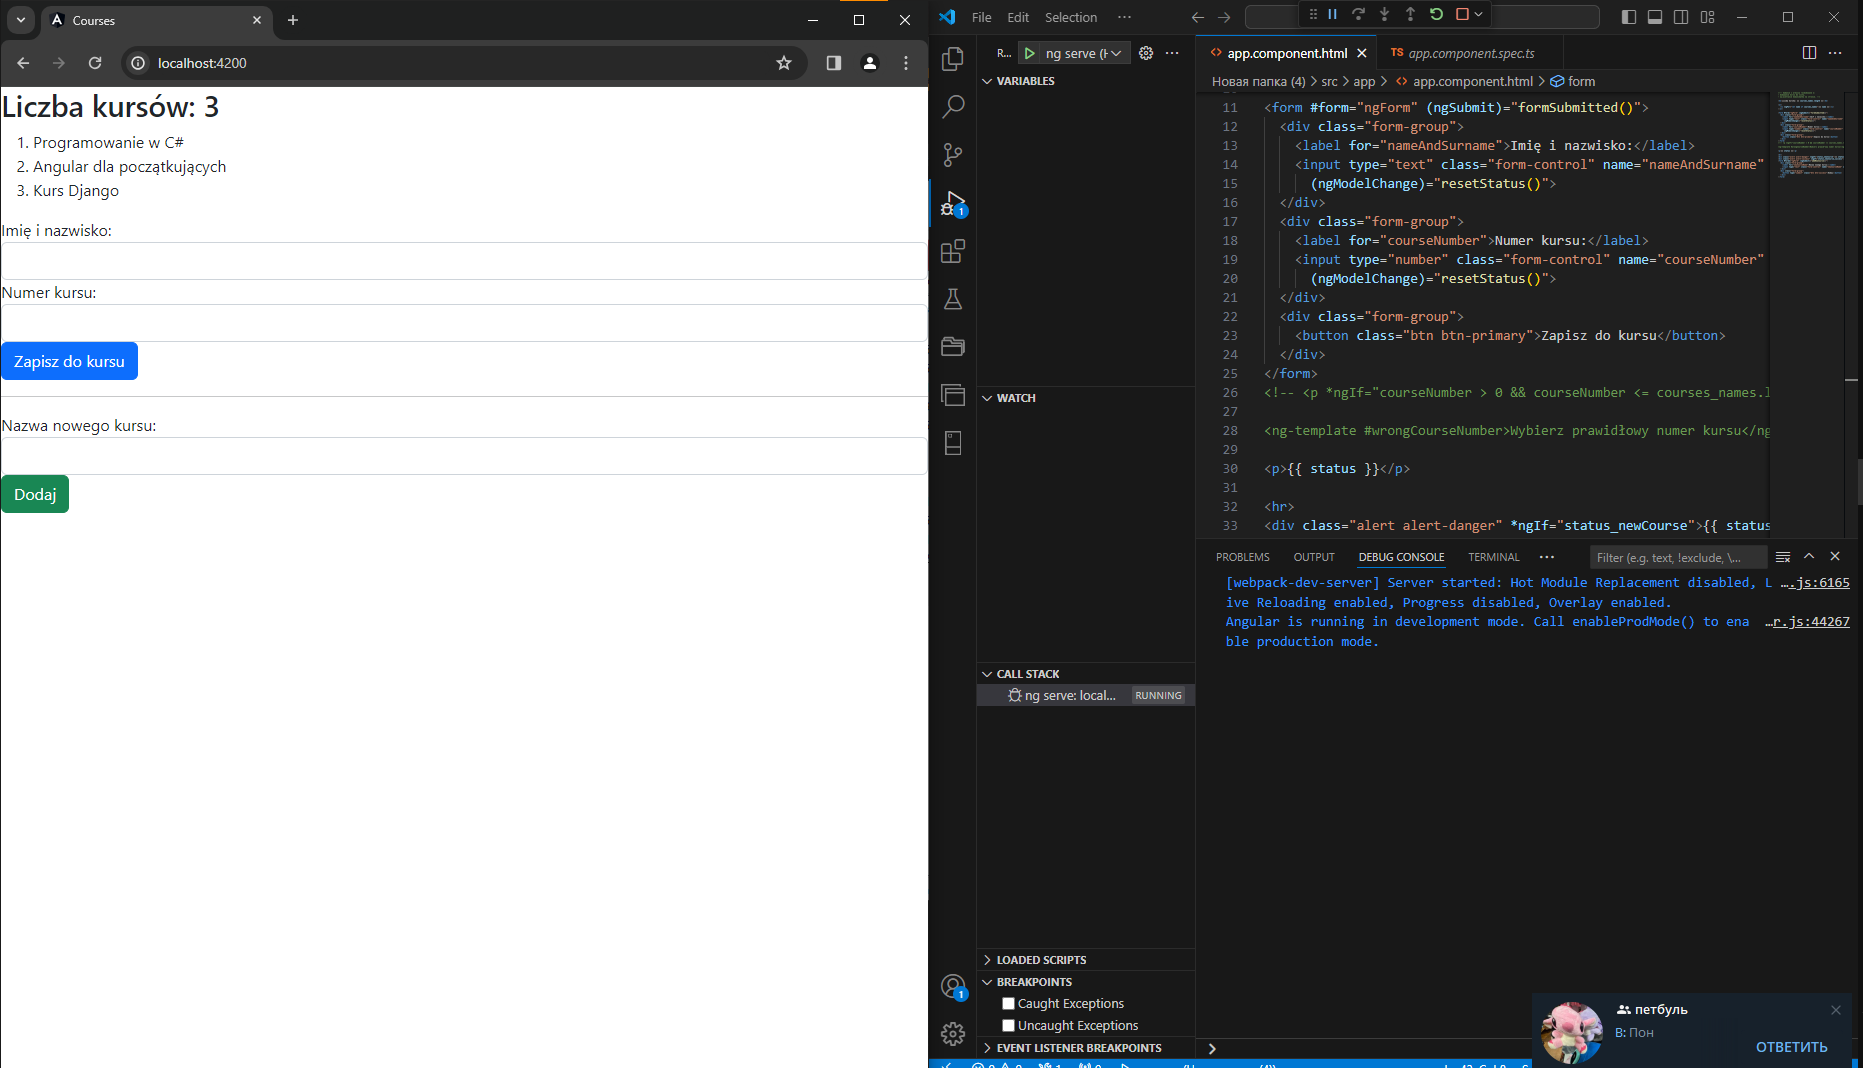 Courses
localhost:4200
Liczba kursów: 3
1. Programowanie w C#
2. Angular dla początkujących
3. Kurs Django
Imię i nazwisko:
Numer kursu:
Zapisz do kursu
Nazwa nowego kursu:
Dodaj
File Edit Selection ···
R... ng serve (
VARIABLES
WATCH
CALL STACK
ng serve: local... RUNNING
LOADED SCRIPTS
BREAKPOINTS
Caught Exceptions
Uncaught Exceptions
EVENT LISTENER BREAKPOINTS
1
1
app.component.html
TS app.component.spec.ts
Новая папка (4) > src > app > app.component.html > form
11 <form #form="ngForm" (ngSubmit)="formSubmitted()">
12 <div class="form-group">
13 <label for="nameAndSurname">Imię i nazwisko:</label>
14 <input type="text" class="form-control" name="nameAndSurname"
15 (ngModelChange)="resetStatus()">
16 </div>
17 <div class="form-group">
18 <label for="courseNumber">Numer kursu:</label>
19 <input type="number" class="form-control" name="courseNumber"
20 (ngModelChange)="resetStatus()">
21 </div>
22 <div class="form-group">
23 <button class="btn btn-primary">Zapisz do kursu</button>
24 </div>
25 </form>
26 <!-- <p *ngIf="courseNumber > 0 && courseNumber <= courses_names.l
27
28 <ng-template #wrongCourseNumber>Wybierz prawidłowy numer kursu</ng
29
30 <p>{{ status }}</p>
31
32 <hr>
33 <div class="alert alert-danger" *ngIf="status_newCourse">{{ status
PROBLEMS OUTPUT DEBUG CONSOLE TERMINAL ··· Filter (e.g. text, !exclude, \...
[webpack-dev-server] Server started: Hot Module Replacement disabled, L ….js:6165
ive Reloading enabled, Progress disabled, Overlay enabled.
Angular is running in development mode. Call enableProdMode() to ena …r.js:44267
ble production mode.
петбуль
В: Пон
ОТВЕТИТЬ